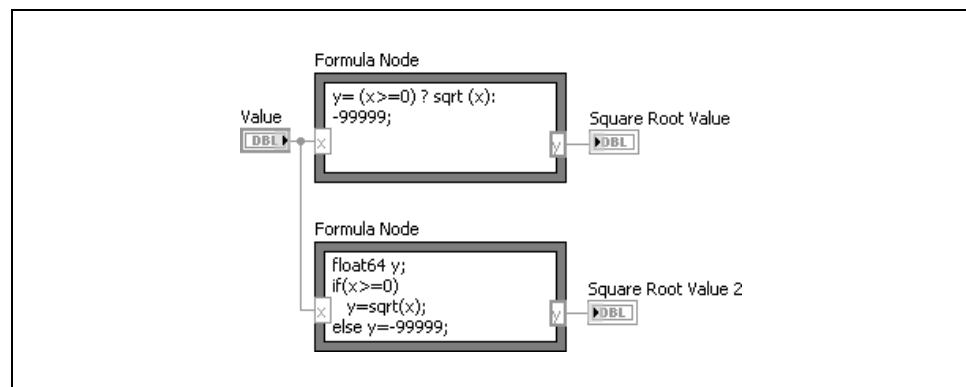 Formula Node
y= (x>=0) ? sqrt (x):
-99999;
Value
DBL
x
y
Square Root Value
DBL
Formula Node
float64 y;
if(x>=0)
y=sqrt(x);
else y=-99999;
x
y
Square Root Value 2
DBL